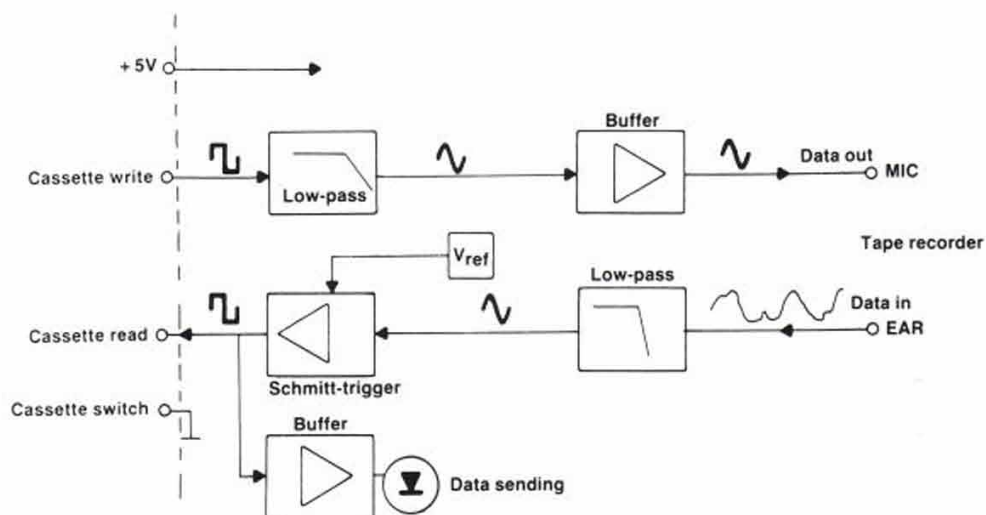 + 5V
Buffer
Cassette write
Low-pass
Data out
MIC
Tape recorder
Vref
Low-pass
Data in
Cassette read
EAR
Schmitt-trigger
Cassette switch
Buffer
Data sending